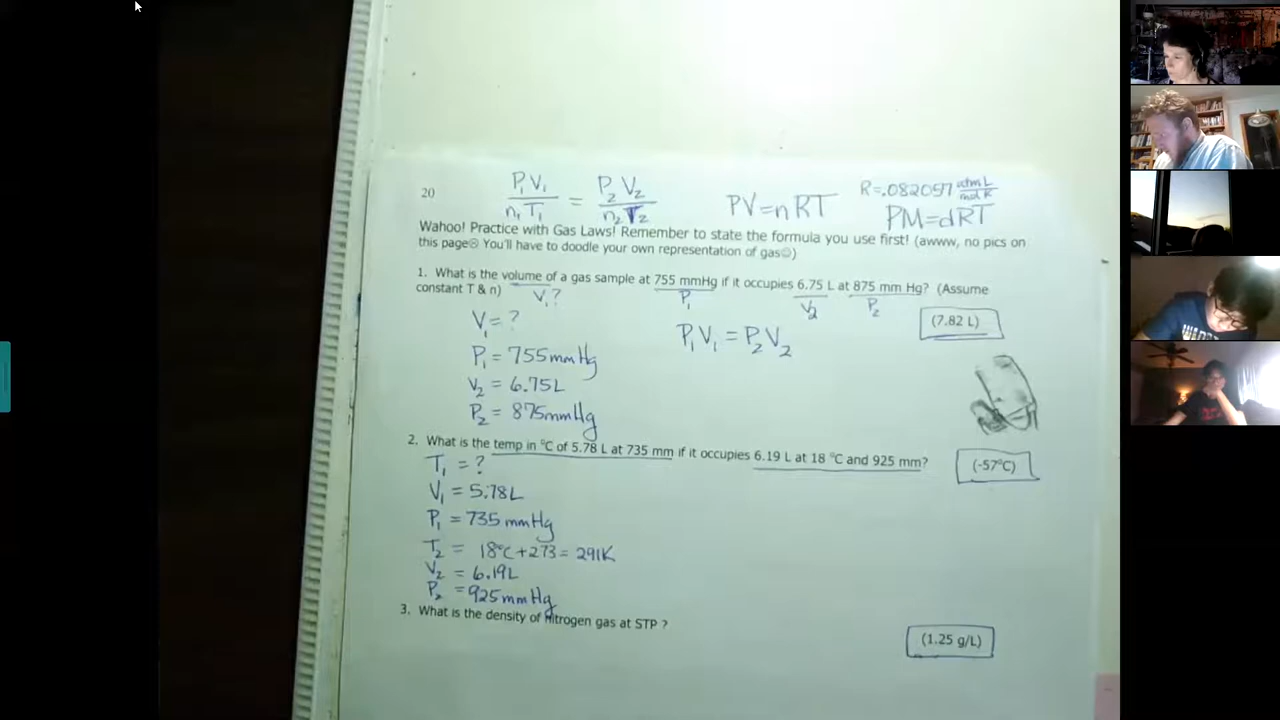 20
P₁V₁/n₁T₁ = P₂V₂/n₂T₂
PV=nRT
R=.082057 atm L/mol K
PM=dRT
Wahoo! Practice with Gas Laws! Remember to state the formula you use first! (awww, no pics on
this page☹ You'll have to doodle your own representation of gas☺)
1. What is the volume of a gas sample at 755 mmHg if it occupies 6.75 L at 875 mm Hg? (Assume
constant T & n)
V₁?
P₁
V₂
P₂
(7.82 L)
V₁ = ?
P₁V₁ = P₂V₂
P₁ = 755mmHg
V₂ = 6.75L
P₂ = 875mmHg
2. What is the temp in °C of 5.78 L at 735 mm if it occupies 6.19 L at 18 °C and 925 mm?
(-57°C)
T₁ = ?
V₁ = 5.78L
P₁ = 735 mmHg
T₂ = 18°C+273 = 291K
V₂ = 6.19L
P₂ = 925mmHg
3. What is the density of nitrogen gas at STP ?
(1.25 g/L)